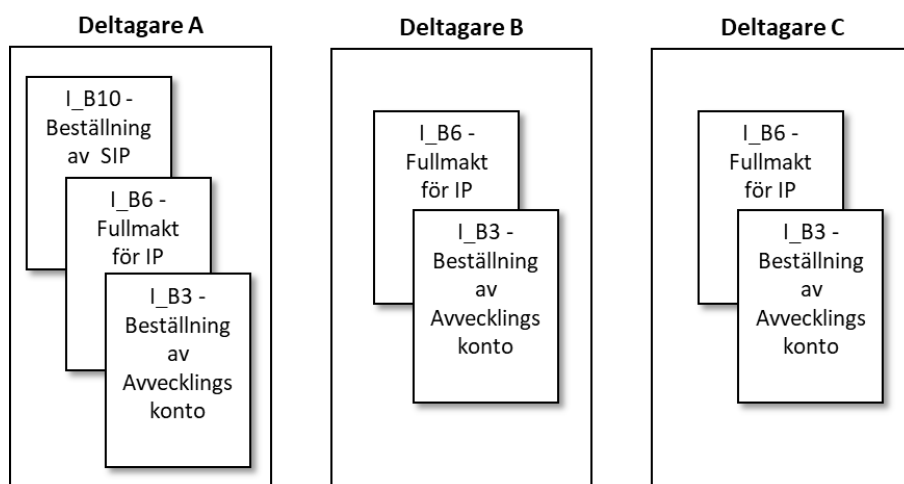 Deltagare A
I_B10 -
Beställning
av SIP
I_B6 -
Fullmakt
för IP
I_B3 -
Beställning
av
Avvecklings
konto
Deltagare B
I_B6 -
Fullmakt
för IP
I_B3 -
Beställning
av
Avvecklings
konto
Deltagare C
I_B6 -
Fullmakt
för IP
I_B3 -
Beställning
av
Avvecklings
konto